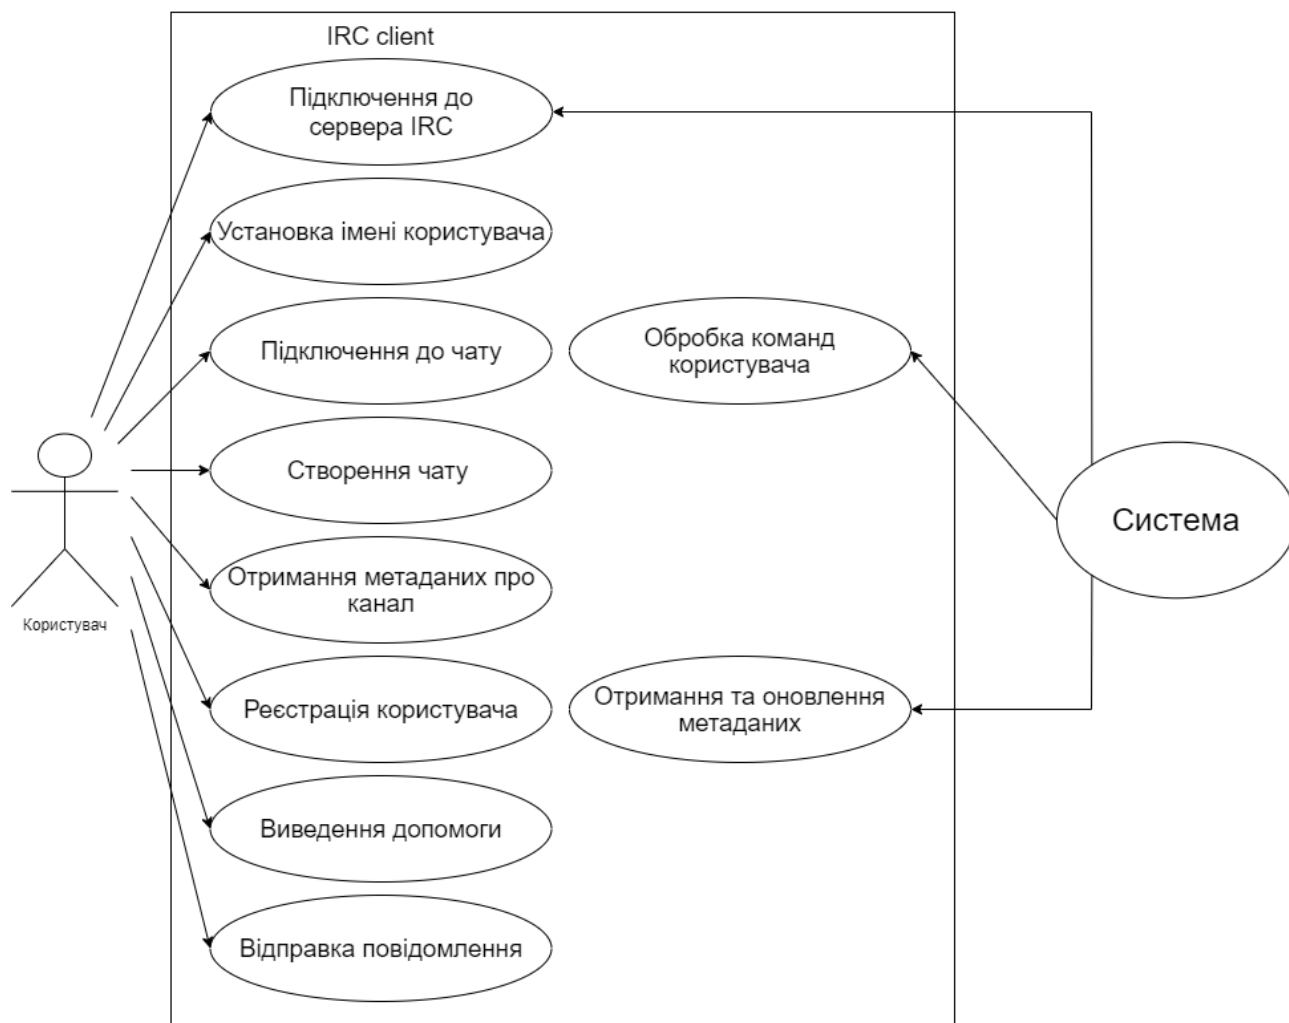 IRC client
Підключення до
сервера IRC
Установка імені користувача
Підключення до чату
Обробка команд
користувача
Створення чату
Система
Отримання метаданих про
канал
Користувач
Реєстрація користувача
Отримання та оновлення
метаданих
Виведення допомоги
Відправка повідомлення